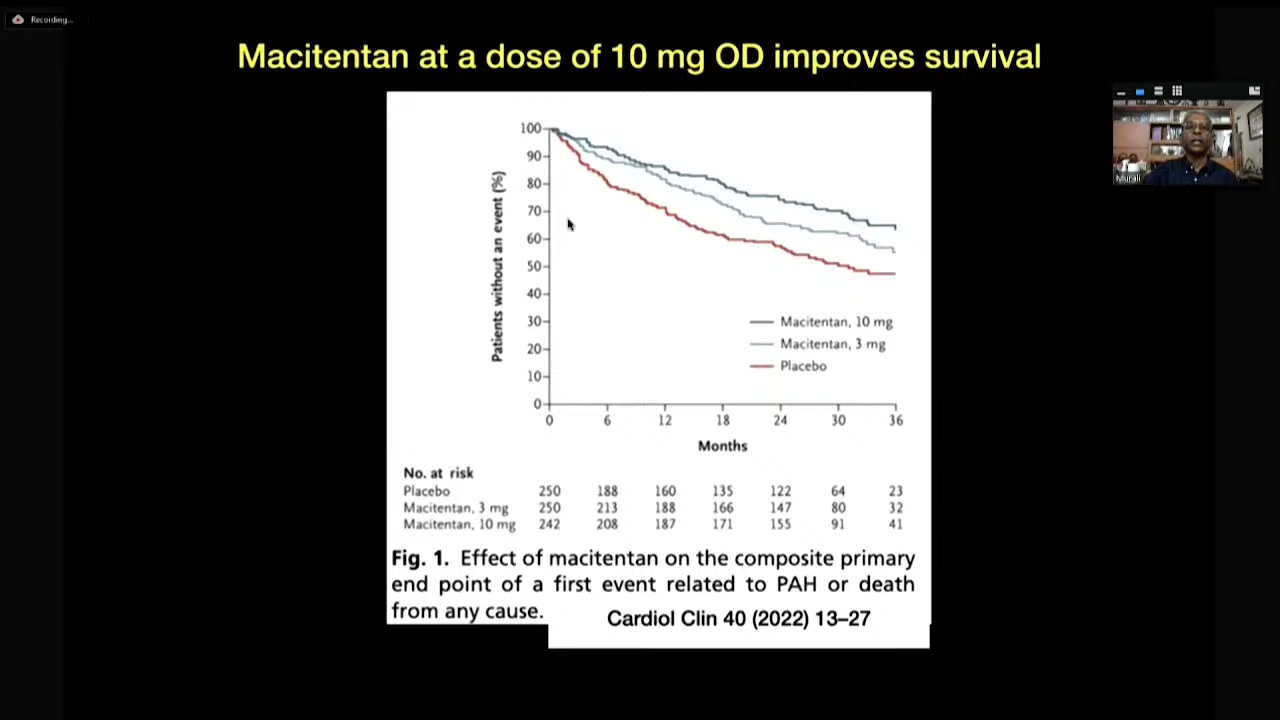 Recording...
Macitentan at a dose of 10 mg OD improves survival
Murali
Patients without an event (%)
100
90
80
70
60
50
40
30
20
10
0
Macitentan, 10 mg
Macitentan, 3 mg
Placebo
0 6 12 18 24 30 36
Months
No. at risk
Placebo 250 188 160 135 122 64 23
Macitentan, 3 mg 250 213 188 166 147 80 32
Macitentan, 10 mg 242 208 187 171 155 91 41
Fig. 1. Effect of macitentan on the composite primary
end point of a first event related to PAH or death
from any cause.
Cardiol Clin 40 (2022) 13–27